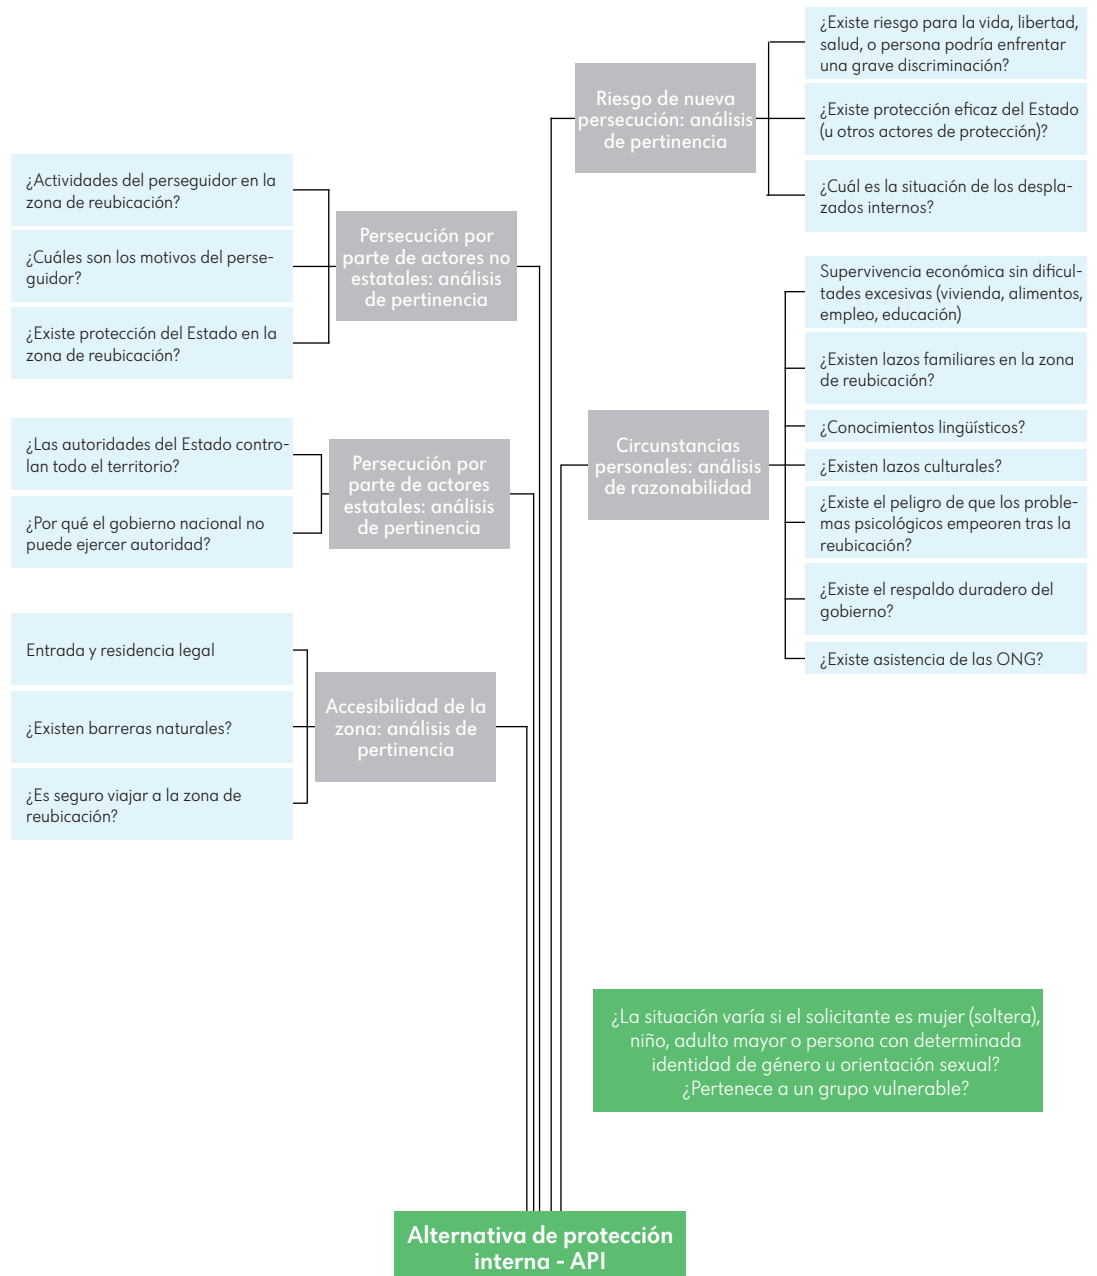 ¿Existe riesgo para la vida, libertad,
salud, o persona podría enfrentar
una grave discriminación?
Riesgo de nueva
persecución: análisis
de pertinencia
¿Existe protección eficaz del Estado
(u otros actores de protección)?
¿Cuál es la situación de los despla-
zados internos?
¿Actividades del perseguidor en la
zona de reubicación?
¿Cuáles son los motivos del perse-
guidor?
¿Existe protección del Estado en la
zona de reubicación?
Persecución por
parte de actores no
estatales: análisis
de pertinencia
Supervivencia económica sin dificul-
tades excesivas (vivienda, alimentos,
empleo, educación)
¿Existen lazos familiares en la zona
de reubicación?
¿Conocimientos lingüísticos?
¿Existen lazos culturales?
¿Existe el peligro de que los proble-
mas psicológicos empeoren tras la
reubicación?
¿Existe el respaldo duradero del
gobierno?
¿Existe asistencia de las ONG?
Circunstancias
personales: análisis
de razonabilidad
¿Las autoridades del Estado contro-
lan todo el territorio?
¿Por qué el gobierno nacional no
puede ejercer autoridad?
Persecución por
parte de actores
estatales: análisis
de pertinencia
Entrada y residencia legal
¿Existen barreras naturales?
¿Es seguro viajar a la zona de
reubicación?
Accesibilidad de la
zona: análisis de
pertinencia
¿La situación varía si el solicitante es mujer (soltera),
niño, adulto mayor o persona con determinada
identidad de género u orientación sexual?
¿Pertenece a un grupo vulnerable?
Alternativa de protección
interna - API